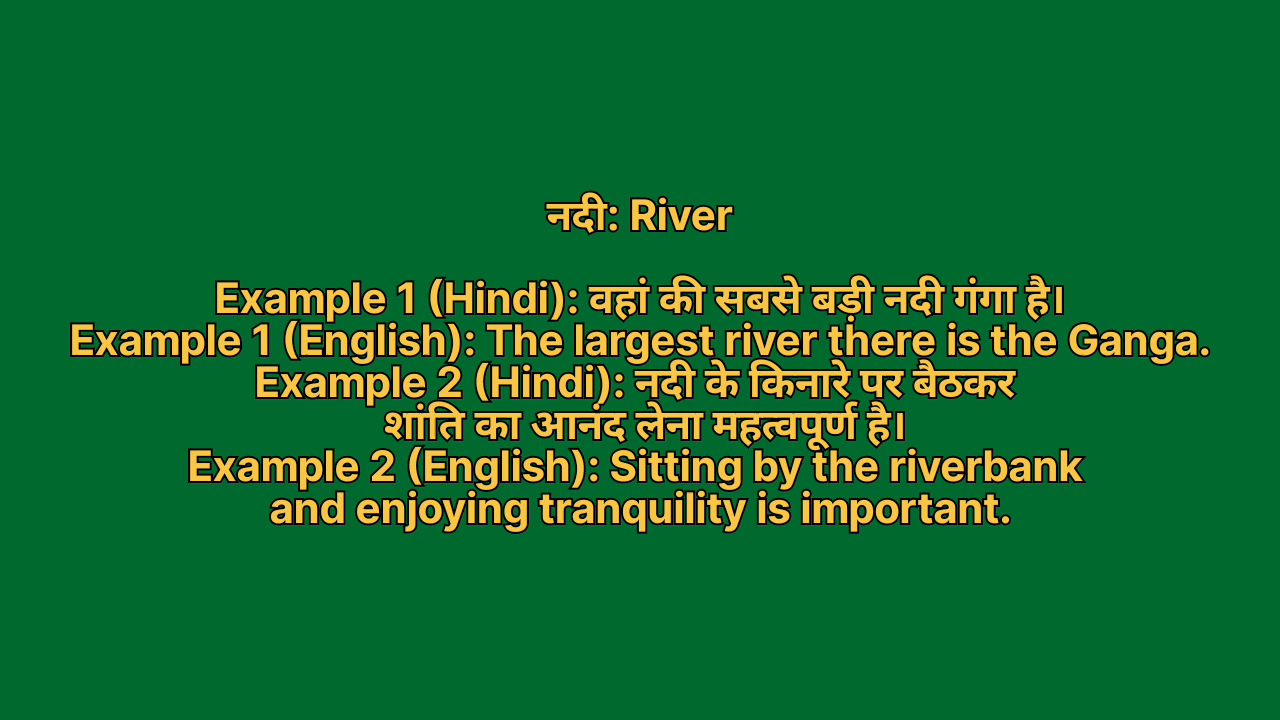 नदी: River
Example 1 (Hindi): वहां की सबसे बड़ी नदी गंगा है।
Example 1 (English): The largest river there is the Ganga.
Example 2 (Hindi): नदी के किनारे पर बैठकर
शांति का आनंद लेना महत्वपूर्ण है।
Example 2 (English): Sitting by the riverbank
and enjoying tranquility is important.